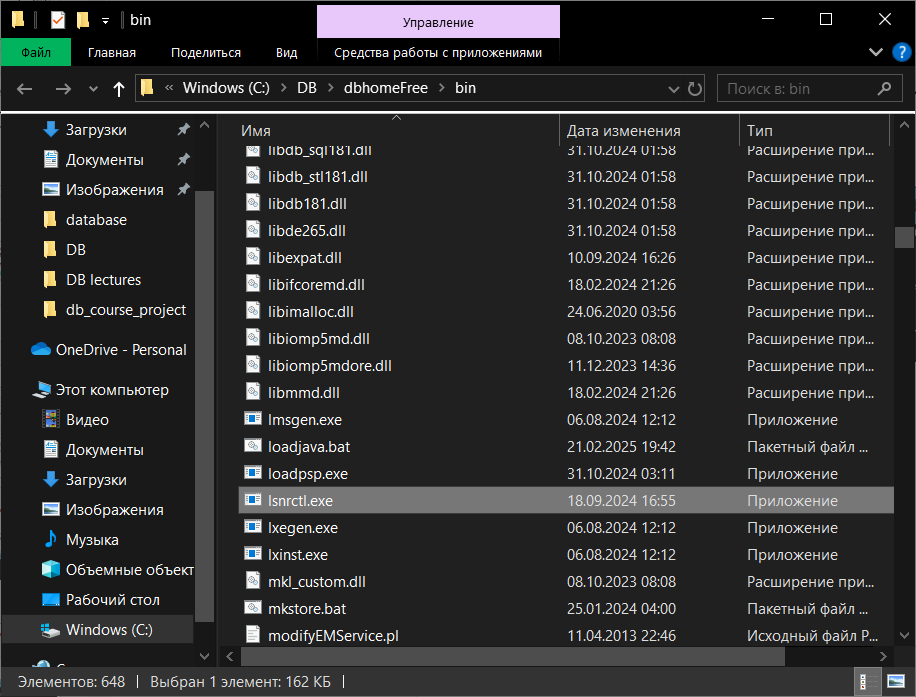 bin
Управление
Файл
Главная
Поделиться
Вид
Средства работы с приложениями
?
« Windows (C:) > DB > dbhomeFree > bin
Поиск в: bin
Загрузки
Документы
Изображения
database
DB
DB lectures
db_course_project
OneDrive - Personal
Этот компьютер
Видео
Документы
Загрузки
Изображения
Музыка
Объемные объект
Рабочий стол
Windows (C:)
Имя Дата изменения Тип
libdb_sql181.dll 31.10.2024 01:58 Расширение при...
libdb_stl181.dll 31.10.2024 01:58 Расширение при...
libdb181.dll 31.10.2024 01:58 Расширение при...
libde265.dll 31.10.2024 01:58 Расширение при...
libexpat.dll 10.09.2024 16:26 Расширение при...
libifcoremd.dll 18.02.2024 21:26 Расширение при...
libimalloc.dll 24.06.2020 03:56 Расширение при...
libiomp5md.dll 08.10.2023 08:08 Расширение при...
libiomp5mdore.dll 11.12.2023 14:36 Расширение при...
libmmd.dll 18.02.2024 21:26 Расширение при...
lmsgen.exe 06.08.2024 12:12 Приложение
loadjava.bat 21.02.2025 19:42 Пакетный файл ...
loadpsp.exe 31.10.2024 03:11 Приложение
lsnrctl.exe 18.09.2024 16:55 Приложение
lxegen.exe 06.08.2024 12:12 Приложение
lxinst.exe 06.08.2024 12:12 Приложение
mkl_custom.dll 08.10.2023 08:08 Расширение при...
mkstore.bat 25.01.2024 04:00 Пакетный файл ...
modifyEMService.pl 11.04.2013 22:46 Исходный файл P...
Элементов: 648 Выбран 1 элемент: 162 КБ